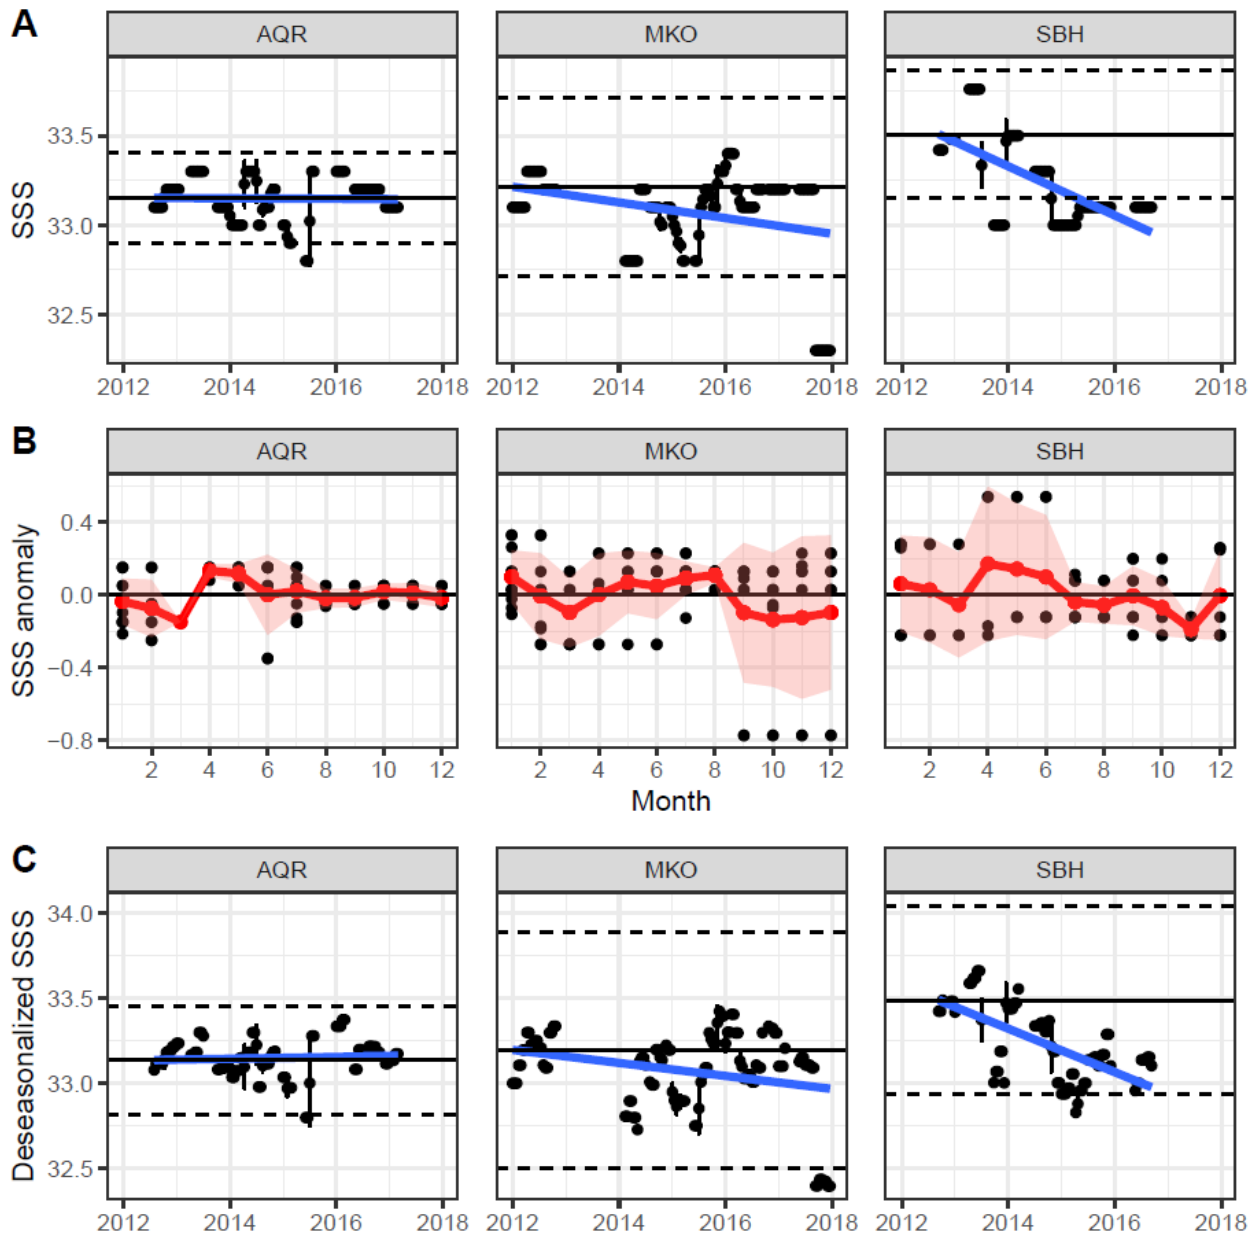 A
AQR MKO SBH
SSS
33.5
33.0
32.5
2012 2014 2016 2018 2012 2014 2016 2018 2012 2014 2016 2018
B
AQR MKO SBH
SSS anomaly
0.4
0.0
−0.4
−0.8
2 4 6 8 10 12 2 4 6 8 10 12 2 4 6 8 10 12
Month
C
AQR MKO SBH
Deseasonalized SSS
34.0
33.5
33.0
32.5
2012 2014 2016 2018 2012 2014 2016 2018 2012 2014 2016 2018